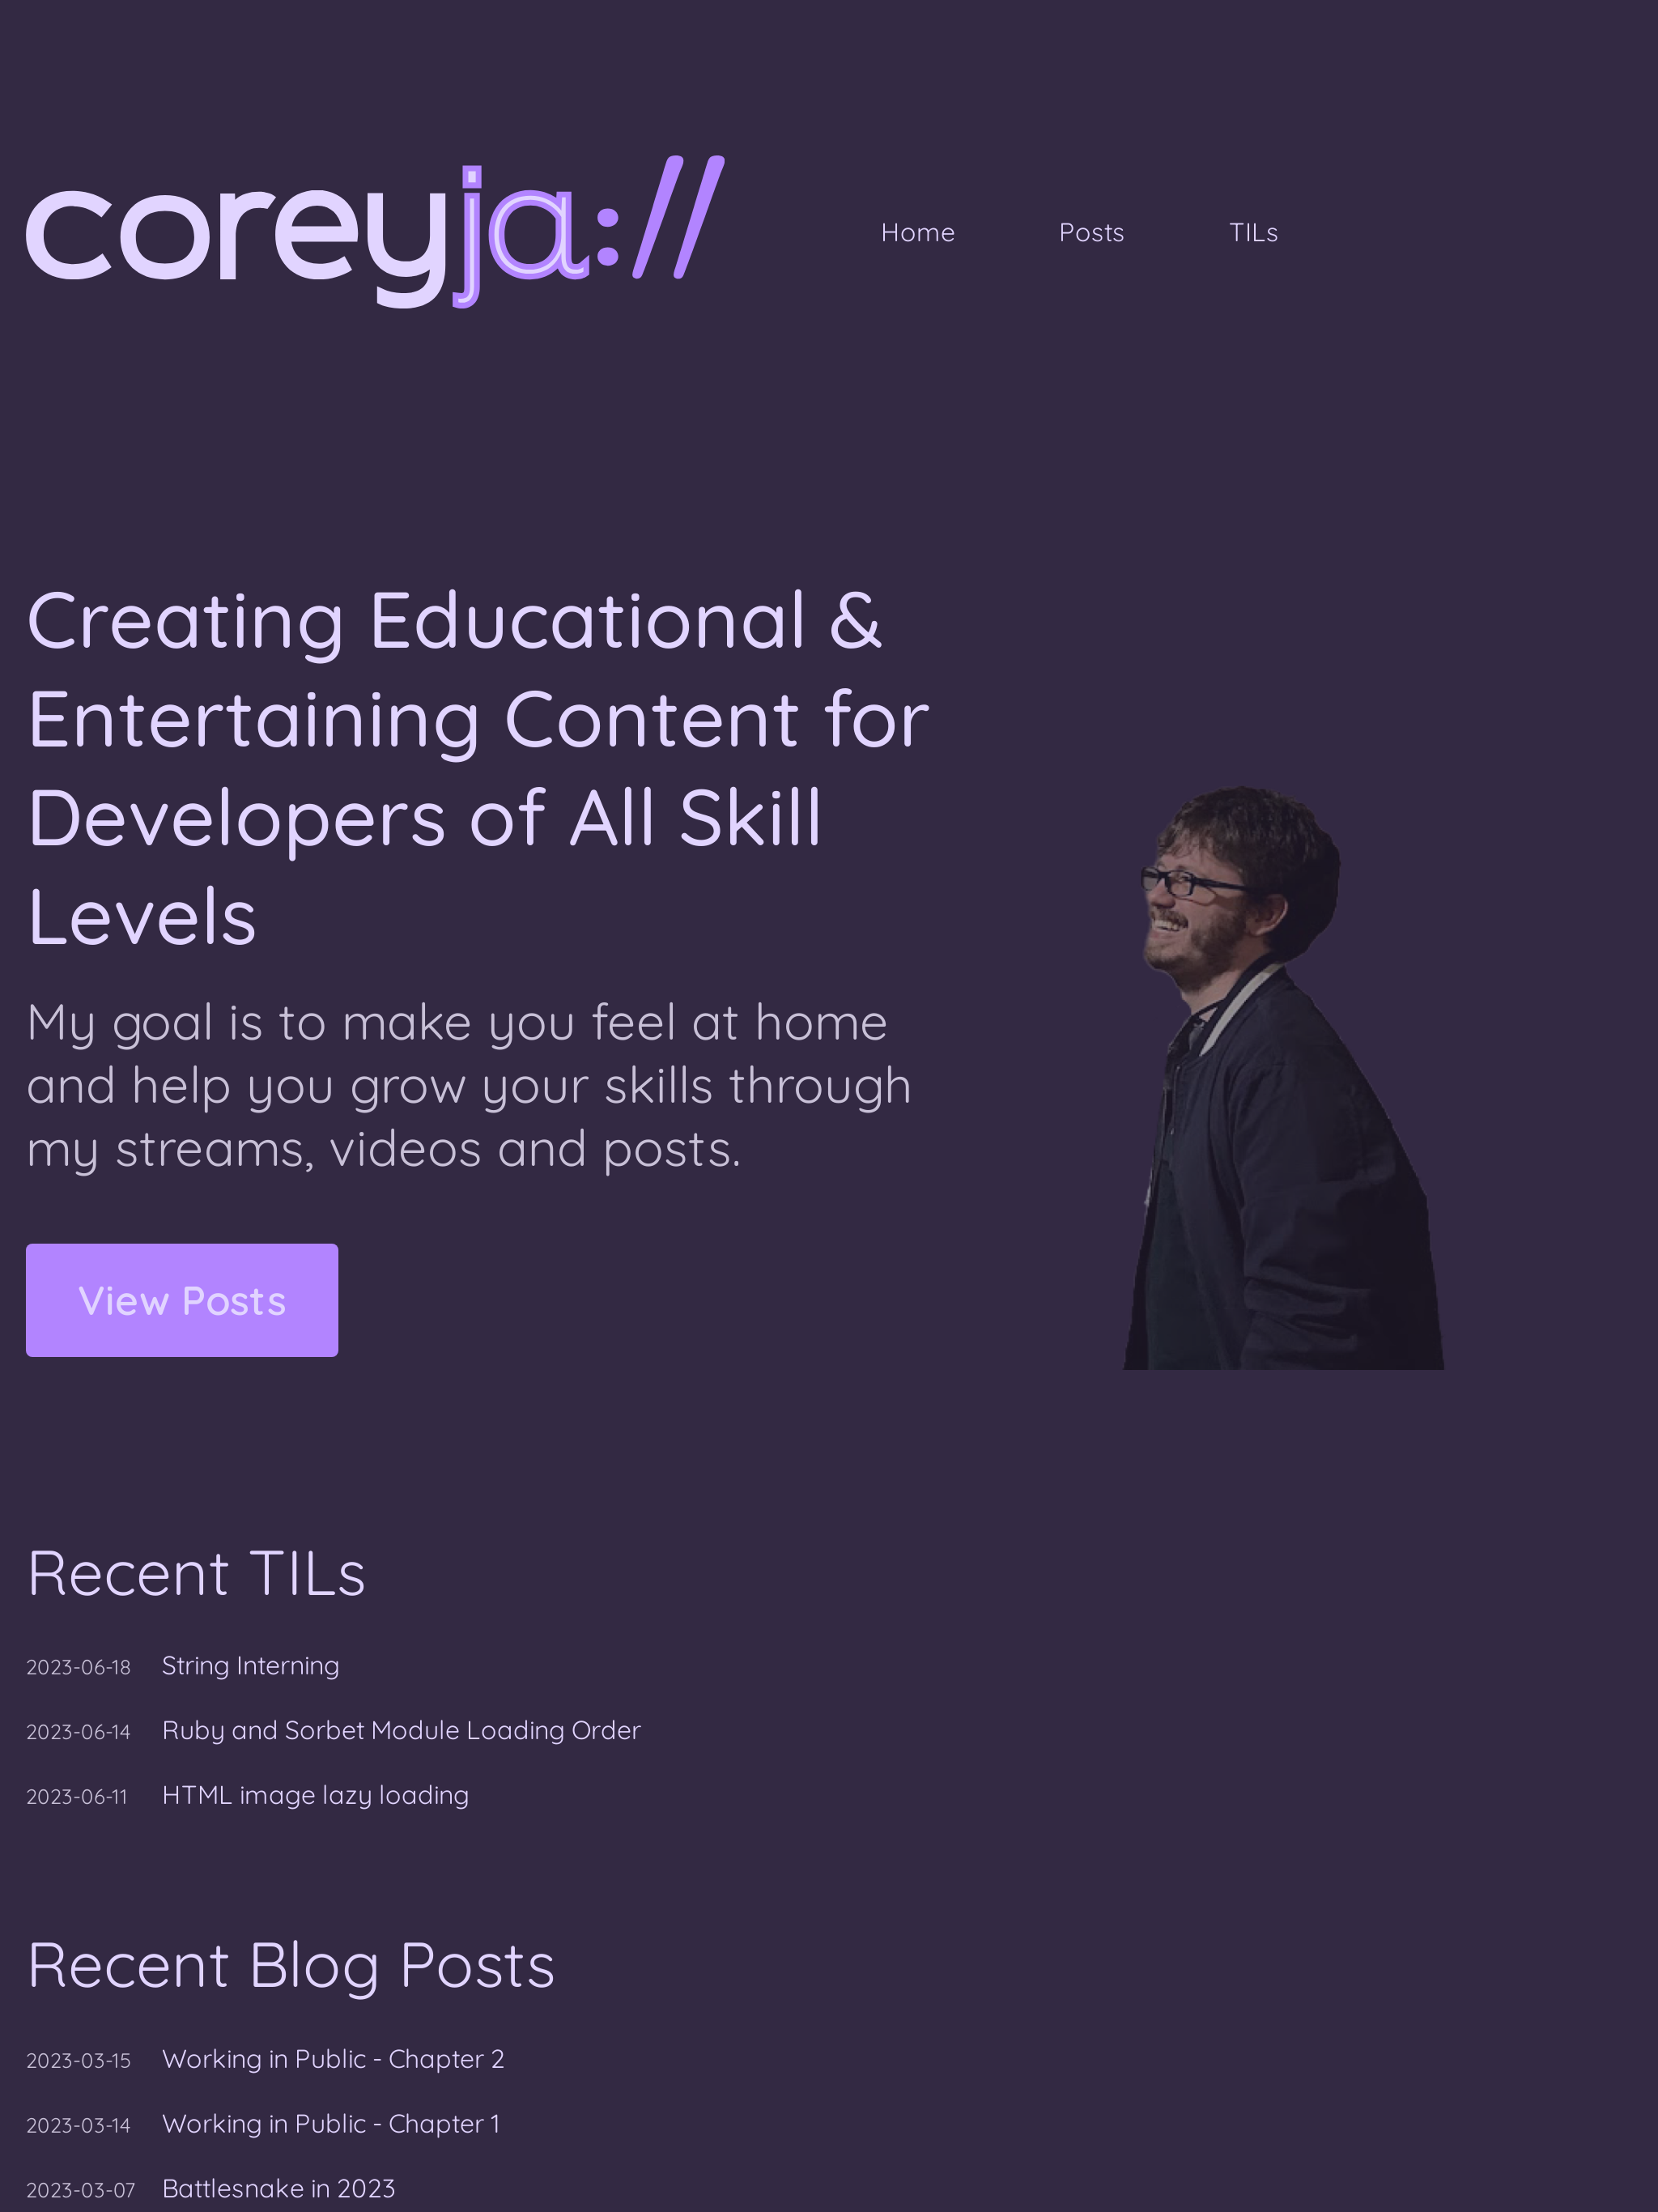 coreyja://
Home
Posts
TILs
Creating Educational &
Entertaining Content for
Developers of All Skill
Levels
My goal is to make you feel at home
and help you grow your skills through
my streams, videos and posts.
View Posts
Recent TILs
2023-06-18 String Interning
2023-06-14 Ruby and Sorbet Module Loading Order
2023-06-11 HTML image lazy loading
Recent Blog Posts
2023-03-15 Working in Public - Chapter 2
2023-03-14 Working in Public - Chapter 1
2023-03-07 Battlesnake in 2023